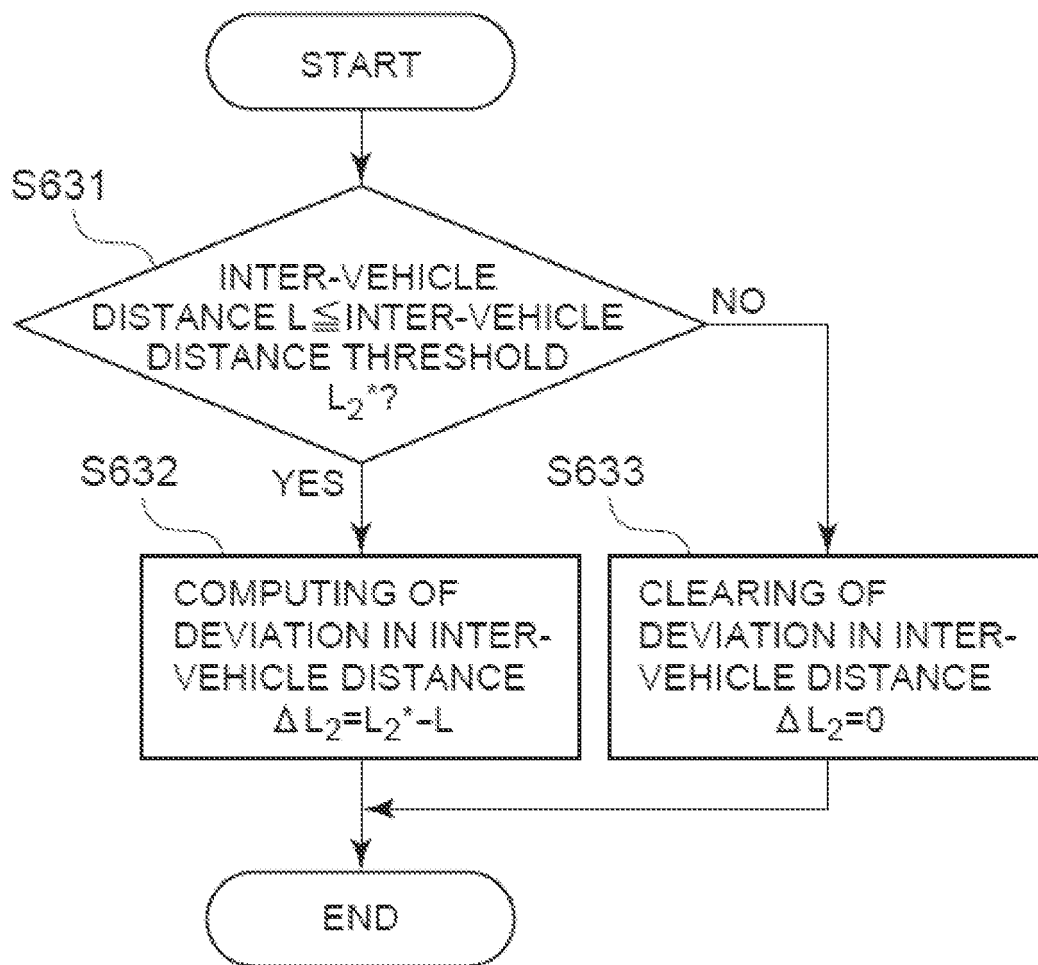 START
S631
INTER-VEHICLE
DISTANCE L≦INTER-VEHICLE
DISTANCE THRESHOLD
L₂*?
NO
YES
S632
COMPUTING OF
DEVIATION IN INTER-
VEHICLE DISTANCE
ΔL₂=L₂*-L
S633
CLEARING OF
DEVIATION IN INTER-
VEHICLE DISTANCE
ΔL₂=0
END